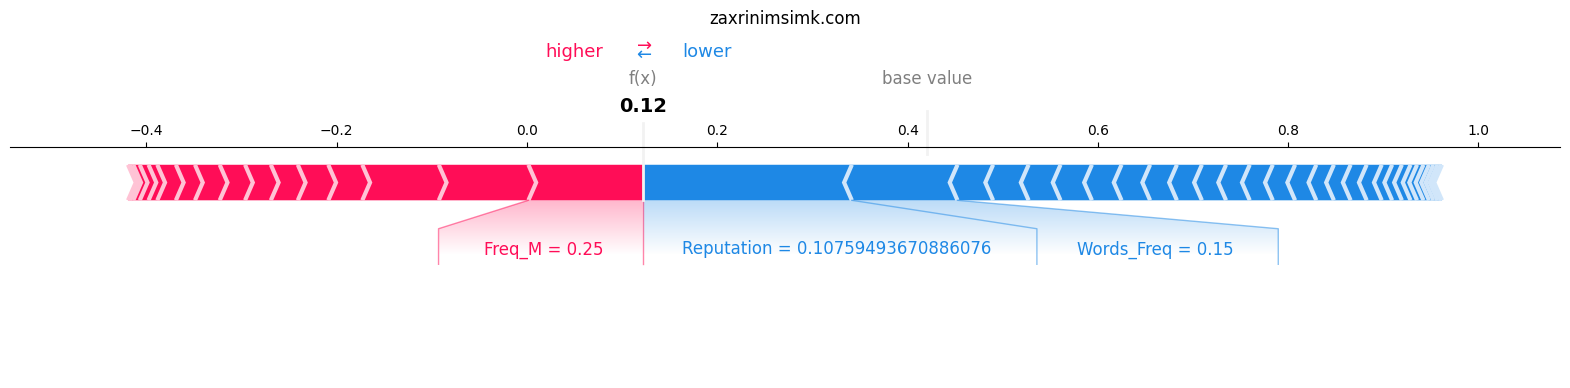 zaxrinimsimk.com
higher → ← lower
f(x) base value
0.12
−0.4 −0.2 0.0 0.2 0.4 0.6 0.8 1.0
Freq_M = 0.25 Reputation = 0.10759493670886076 Words_Freq = 0.15